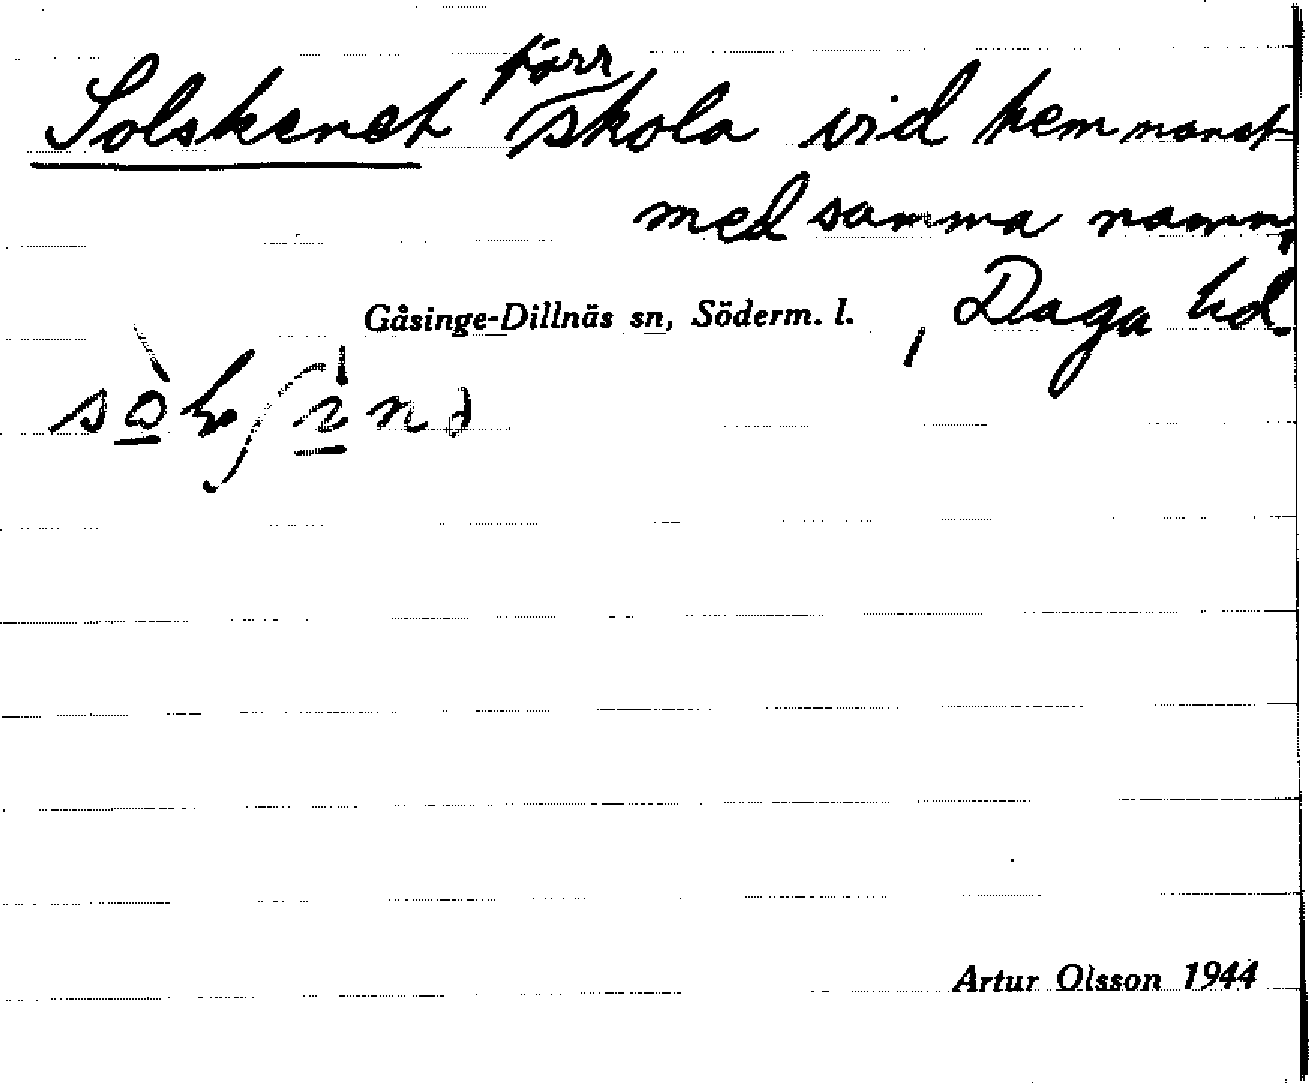 Solskenet förr skola vid hemmanet
med samma namn,
Gåsinge-Dillnäs sn, Söderm. l. , Daga hd
Artur Olsson 1944